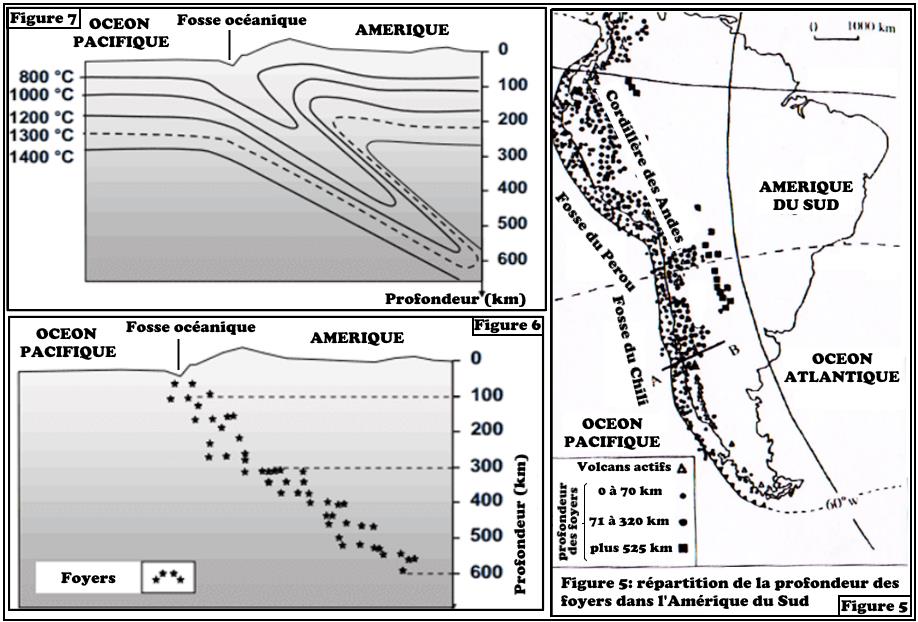 Figure 7
OCEON
PACIFIQUE
Fosse océanique
AMERIQUE
800 °C
1000 °C
1200 °C
1300 °C
1400 °C
0
100
200
300
400
500
600
Profondeur (km)
Figure 6
OCEON
PACIFIQUE
Fosse océanique
AMERIQUE
0
100
200
300
400
500
600
Profondeur (km)
Foyers
0 1000 km
Cordillère des Andes
AMERIQUE
DU SUD
Fosse du Perou
Fosse du Chili
A
B
OCEON
ATLANTIQUE
OCEON
PACIFIQUE
60° w
Volcans actifs
profondeur
des foyers
0 à 70 km
71 à 320 km
plus 525 km
Figure 5: répartition de la profondeur des
foyers dans l'Amérique du Sud
Figure 5